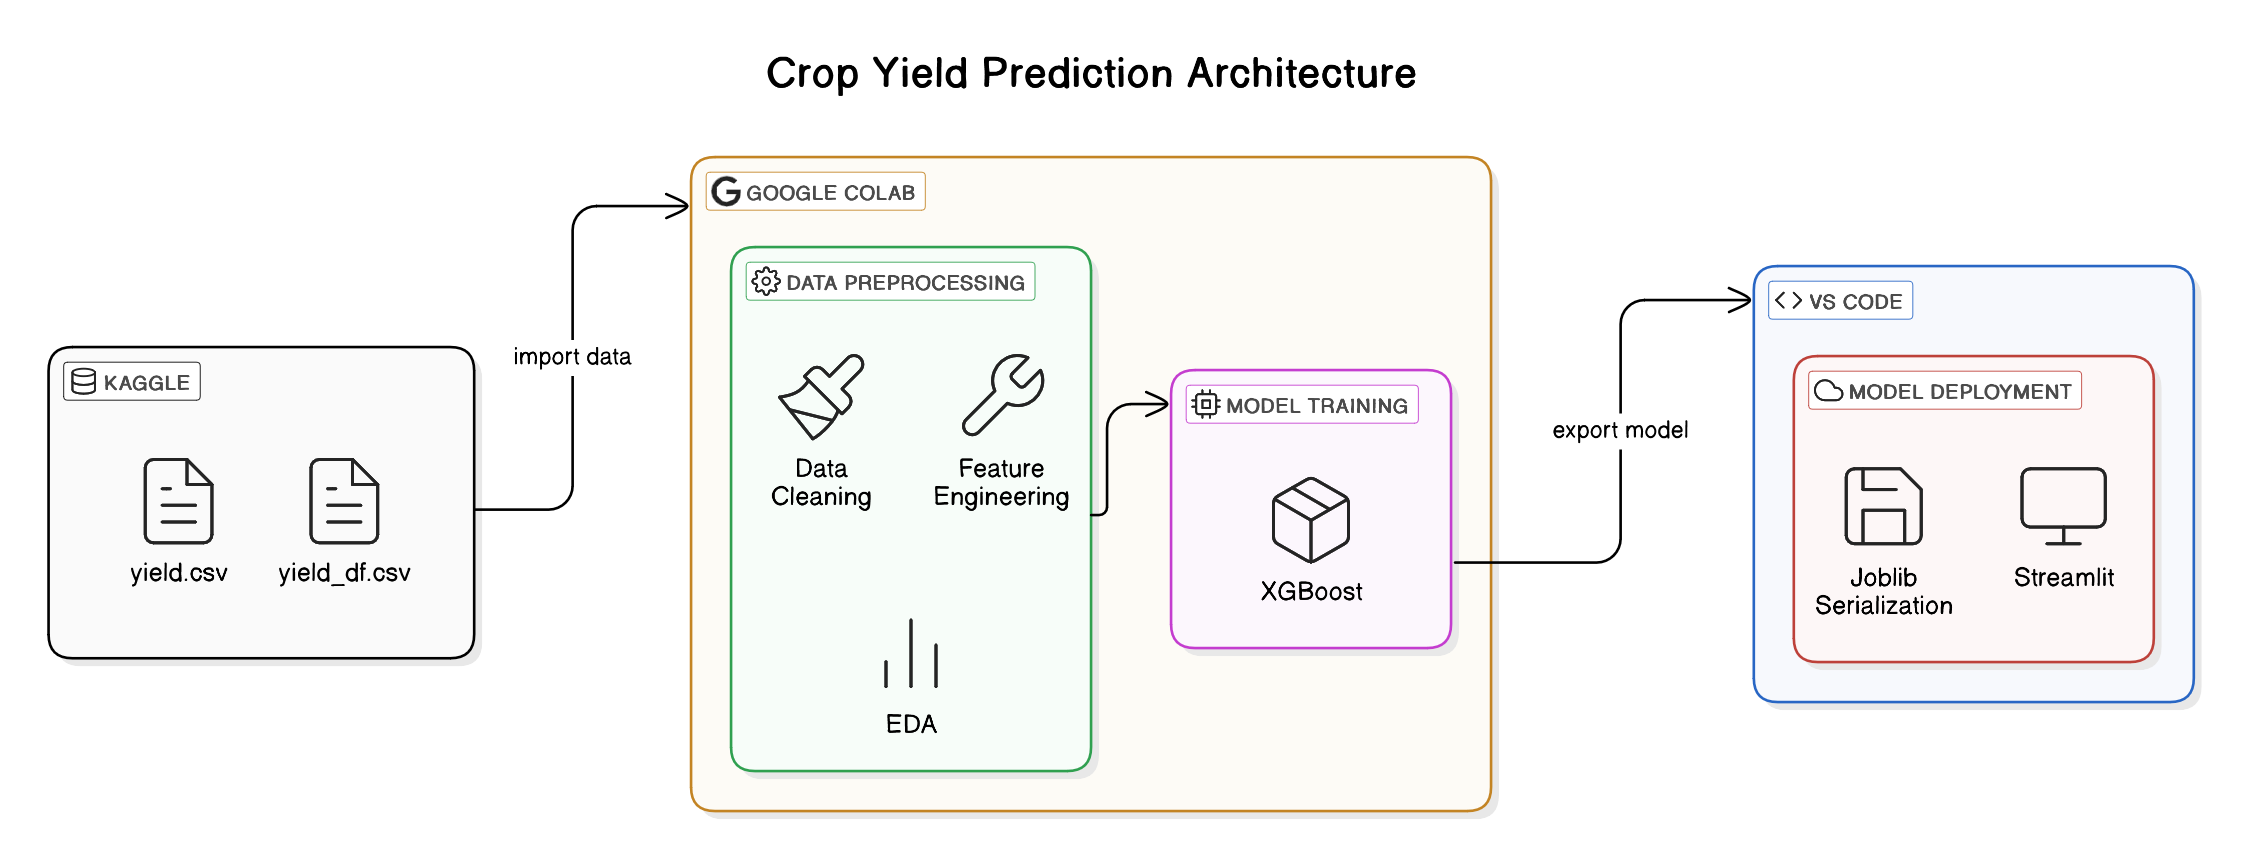 Crop Yield Prediction Architecture
KAGGLE
yield.csv
yield_df.csv
import data
GOOGLE COLAB
DATA PREPROCESSING
Data
Cleaning
Feature
Engineering
EDA
MODEL TRAINING
XGBoost
export model
VS CODE
MODEL DEPLOYMENT
Joblib
Serialization
Streamlit